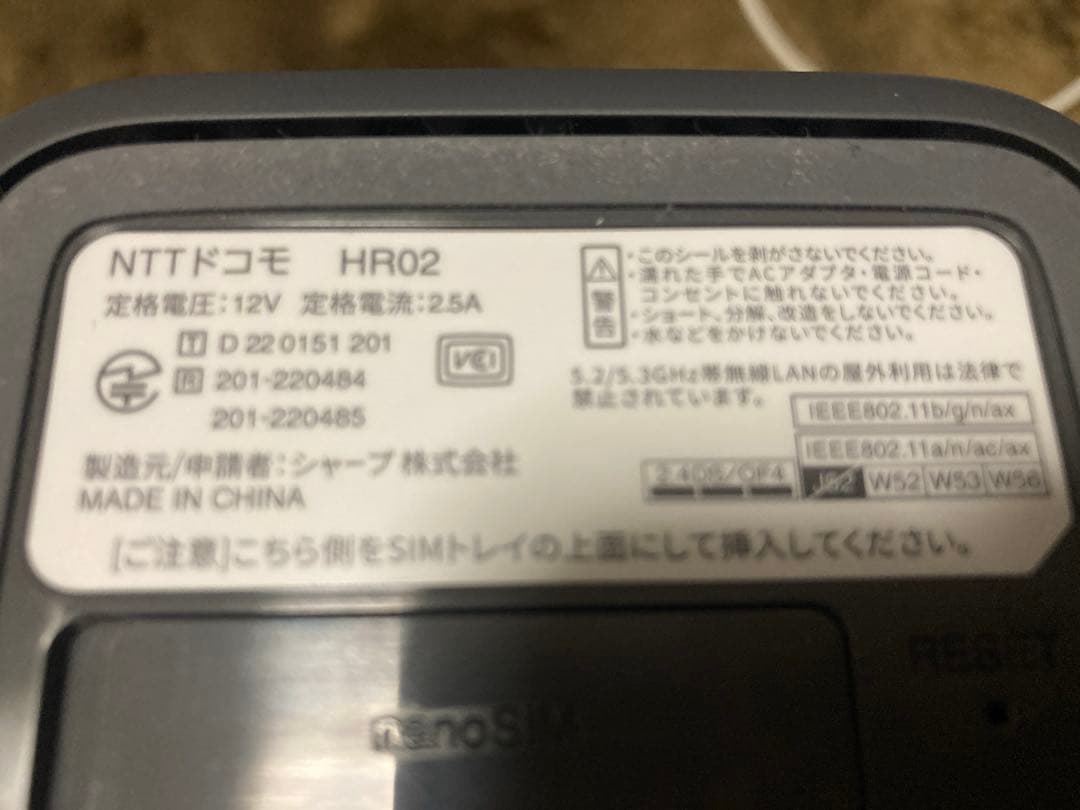 NTTドコモ HR02
定格電圧：12V 定格電流：2.5A
T D 22 0151 201
R 201-220484
201-220485
VCI
製造元/申請者：シャープ株式会社
MADE IN CHINA
警告
・このシールを剥がさないでください。
・濡れた手でACアダプタ・電源コード・
コンセントに触れないでください。
・ショート、分解、改造をしないでください。
・水などをかけないでください。
5.2/5.3GHz帯無線LANの屋外利用は法律で
禁止されています。
IEEE802.11b/g/n/ax
IEEE802.11a/n/ac/ax
2.4DS/OF4
J52 W52 W53 W56
[ご注意]こちら側をSIMトレイの上面にして挿入してください。
nanoSIM
RESET